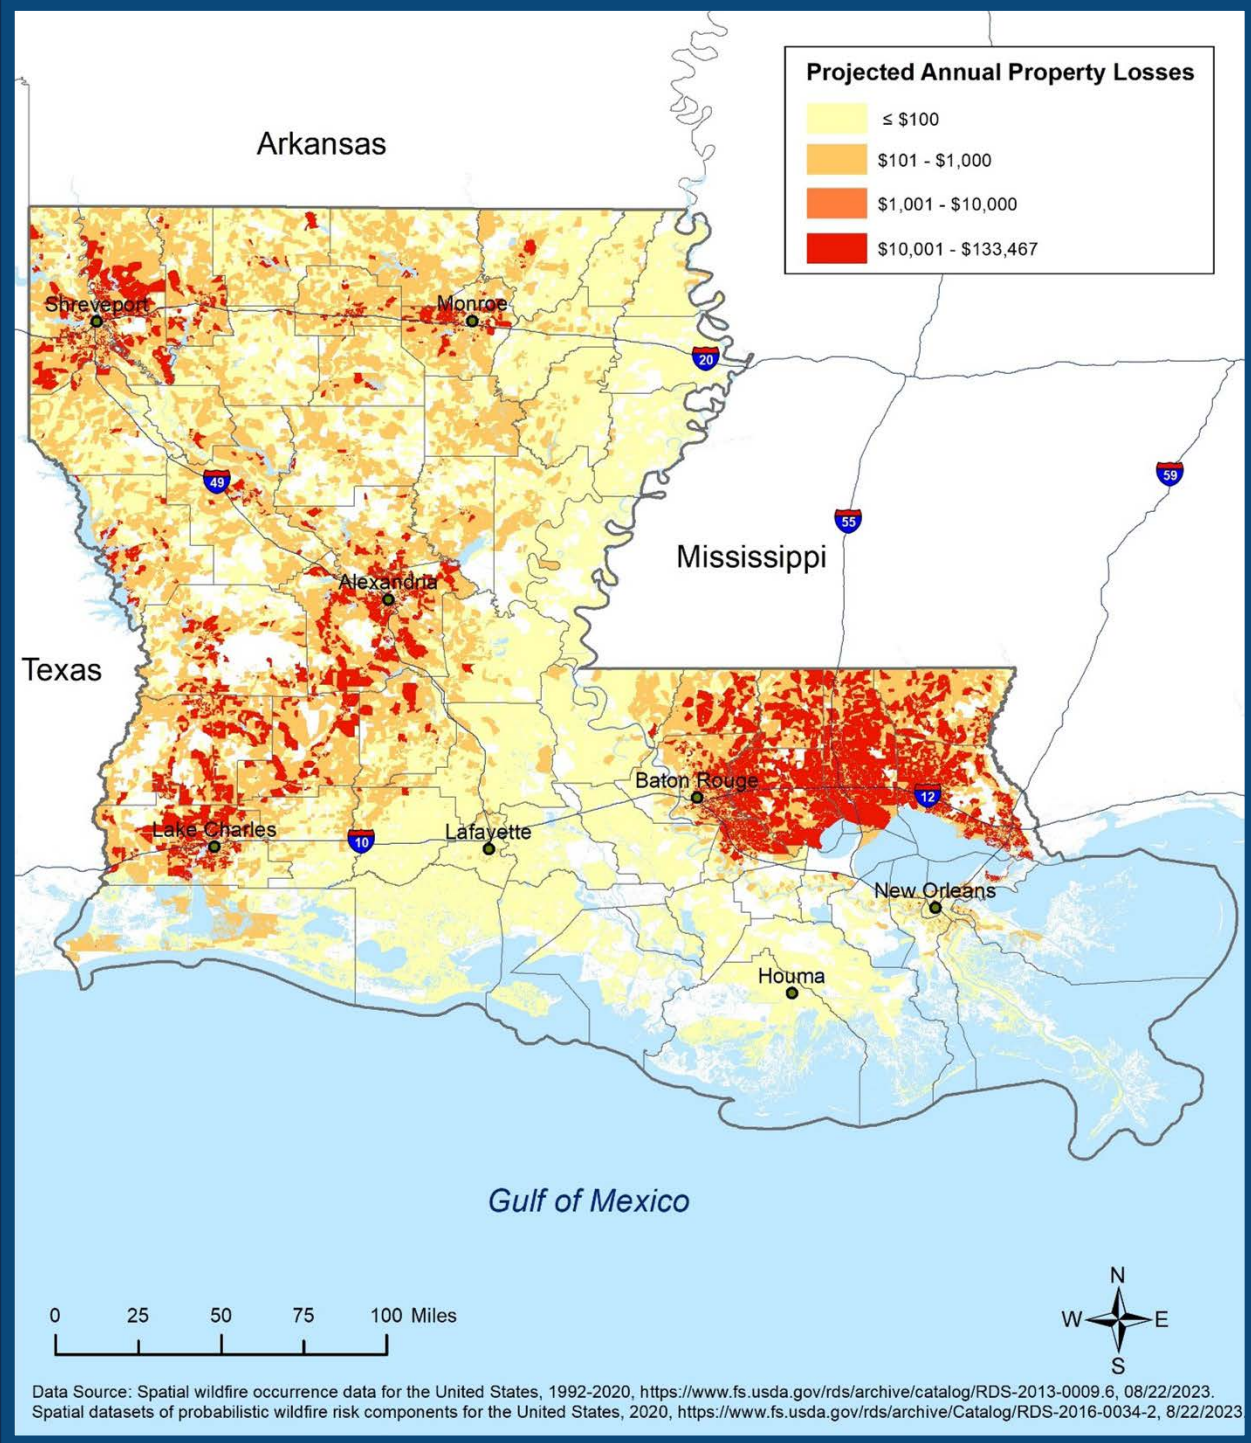 Projected Annual Property Losses
≤ $100
$101 - $1,000
$1,001 - $10,000
$10,001 - $133,467
Arkansas
Shreveport
Monroe
20
49
59
55
Mississippi
Alexandria
Texas
Baton Rouge
12
Lake Charles
10
Lafayette
New Orleans
Houma
Gulf of Mexico
N
W E
S
0 25 50 75 100 Miles
Data Source: Spatial wildfire occurrence data for the United States, 1992-2020, https://www.fs.usda.gov/rds/archive/catalog/RDS-2013-0009.6, 08/22/2023.
Spatial datasets of probabilistic wildfire risk components for the United States, 2020, https://www.fs.usda.gov/rds/archive/Catalog/RDS-2016-0034-2, 8/22/2023.